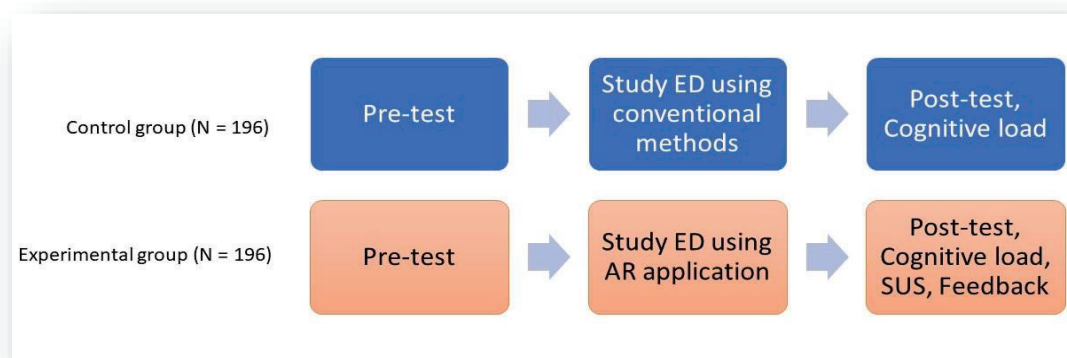 Control group (N = 196)
Pre-test
Study ED using
conventional
methods
Post-test,
Cognitive load
Experimental group (N = 196)
Pre-test
Study ED using
AR application
Post-test,
Cognitive load,
SUS, Feedback